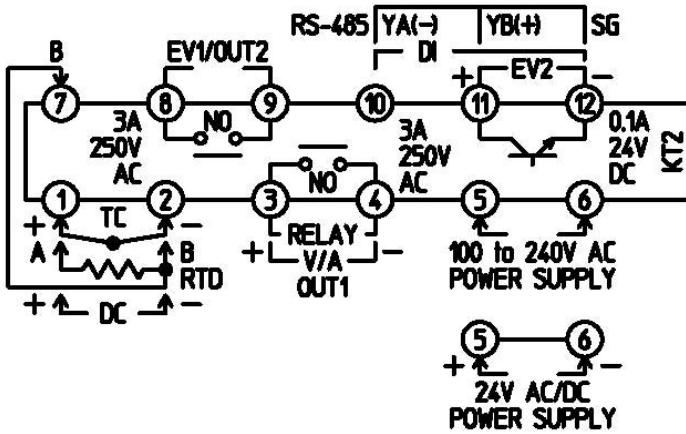 RS-485 YA(-) YB(+) SG
B EV1/OUT2 DI
+ EV2 -
7 8 9 10 11 12
3A
250V
AC
NO
3A
250V
AC
0.1A
24V
DC
KT2
NO
1 2 3 4 5 6
+ TC -
A B
RTD
+ DC -
RELAY
+ V/A -
OUT1
100 to 240V AC
POWER SUPPLY
5 6
+ -
24V AC/DC
POWER SUPPLY